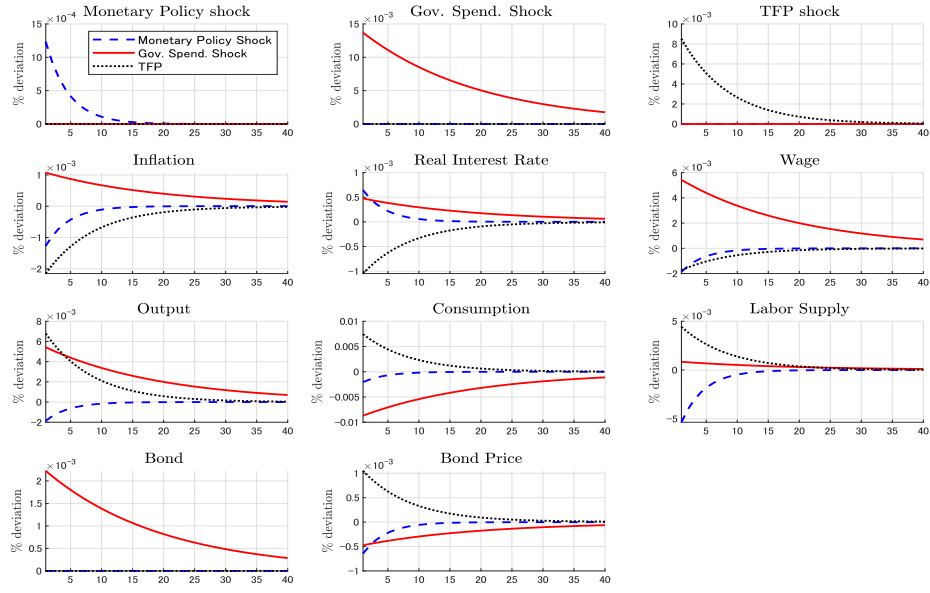 Monetary Policy shock
×10⁻⁴
% deviation
15
10
5
0
5 10 15 20 25 30 35 40
Monetary Policy Shock
Gov. Spend. Shock
TFP
Gov. Spend. Shock
×10⁻⁴
% deviation
15
10
5
0
5 10 15 20 25 30 35 40
TFP shock
×10⁻³
% deviation
10
8
6
4
2
0
5 10 15 20 25 30 35 40
Inflation
×10⁻³
% deviation
1
0
−1
−2
5 10 15 20 25 30 35 40
Real Interest Rate
×10⁻³
% deviation
1
0.5
0
−0.5
−1
5 10 15 20 25 30 35 40
Wage
×10⁻³
% deviation
6
4
2
0
−2
5 10 15 20 25 30 35 40
Output
×10⁻³
% deviation
8
6
4
2
0
−2
5 10 15 20 25 30 35 40
Consumption
% deviation
0.01
0.005
0
−0.005
−0.01
5 10 15 20 25 30 35 40
Labor Supply
×10⁻³
% deviation
5
0
−5
5 10 15 20 25 30 35 40
Bond
×10⁻³
% deviation
2
1.5
1
0.5
0
5 10 15 20 25 30 35 40
Bond Price
×10⁻³
% deviation
1
0.5
0
−0.5
−1
5 10 15 20 25 30 35 40